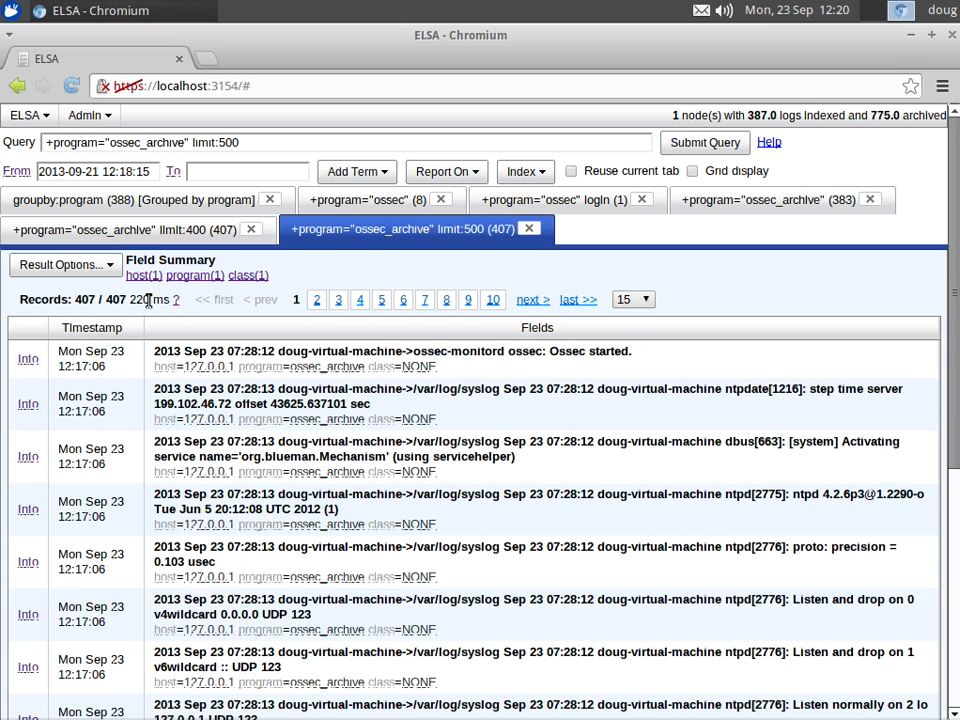 ELSA - Chromium
Mon, 23 Sep 12:20
doug
ELSA - Chromium
ELSA
https://localhost:3154/#
ELSA
Admin
1 node(s) with 387.0 logs indexed and 775.0 archived
Query
+program="ossec_archive" limit:500
Submit Query
Help
From
2013-09-21 12:18:15
To
Add Term
Report On
Index
Reuse current tab
Grid display
groupby:program (388) [Grouped by program]
+program="ossec" (8)
+program="ossec" login (1)
+program="ossec_archive" (383)
+program="ossec_archive" limit:400 (407)
+program="ossec_archive" limit:500 (407)
Result Options...
Field Summary
host(1) program(1) class(1)
Records: 407 / 407 220 ms ?
<< first < prev 1 2 3 4 5 6 7 8 9 10 next > last >> 15
Timestamp
Fields
Info
Mon Sep 23
12:17:06
2013 Sep 23 07:28:12 doug-virtual-machine->ossec-monitord ossec: Ossec started.
host=127.0.0.1 program=ossec_archive class=NONE
Info
Mon Sep 23
12:17:06
2013 Sep 23 07:28:13 doug-virtual-machine->/var/log/syslog Sep 23 07:28:12 doug-virtual-machine ntpdate[1216]: step time server
199.102.46.72 offset 43625.637101 sec
host=127.0.0.1 program=ossec_archive class=NONE
Info
Mon Sep 23
12:17:06
2013 Sep 23 07:28:13 doug-virtual-machine->/var/log/syslog Sep 23 07:28:12 doug-virtual-machine dbus[663]: [system] Activating
service name='org.blueman.Mechanism' (using servicehelper)
host=127.0.0.1 program=ossec_archive class=NONE
Info
Mon Sep 23
12:17:06
2013 Sep 23 07:28:13 doug-virtual-machine->/var/log/syslog Sep 23 07:28:12 doug-virtual-machine ntpd[2775]: ntpd 4.2.6p3@1.2290-o
Tue Jun 5 20:12:08 UTC 2012 (1)
host=127.0.0.1 program=ossec_archive class=NONE
Info
Mon Sep 23
12:17:06
2013 Sep 23 07:28:13 doug-virtual-machine->/var/log/syslog Sep 23 07:28:12 doug-virtual-machine ntpd[2776]: proto: precision =
0.103 usec
host=127.0.0.1 program=ossec_archive class=NONE
Info
Mon Sep 23
12:17:06
2013 Sep 23 07:28:13 doug-virtual-machine->/var/log/syslog Sep 23 07:28:12 doug-virtual-machine ntpd[2776]: Listen and drop on 0
v4wildcard 0.0.0.0 UDP 123
host=127.0.0.1 program=ossec_archive class=NONE
Info
Mon Sep 23
12:17:06
2013 Sep 23 07:28:13 doug-virtual-machine->/var/log/syslog Sep 23 07:28:12 doug-virtual-machine ntpd[2776]: Listen and drop on 1
v6wildcard :: UDP 123
host=127.0.0.1 program=ossec_archive class=NONE
Info
Mon Sep 23
2013 Sep 23 07:28:13 doug-virtual-machine->/var/log/syslog Sep 23 07:28:12 doug-virtual-machine ntpd[2776]: Listen normally on 2 lo
127.0.0.1 UDP 123